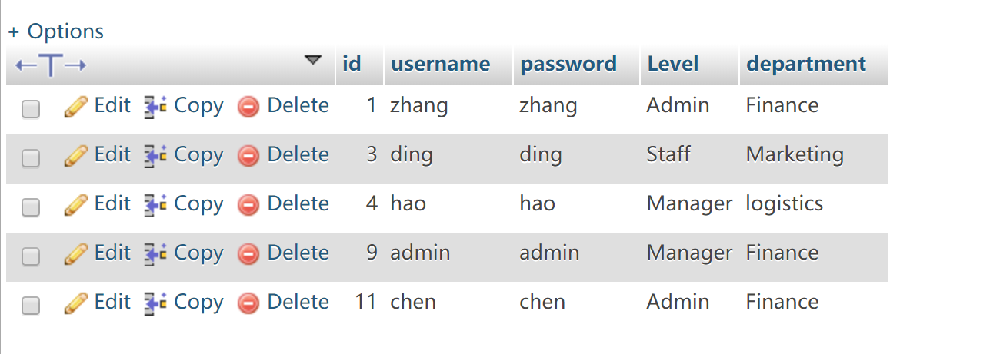 + Options
←T→ id username password Level department
Edit Copy Delete 1 zhang zhang Admin Finance
Edit Copy Delete 3 ding ding Staff Marketing
Edit Copy Delete 4 hao hao Manager logistics
Edit Copy Delete 9 admin admin Manager Finance
Edit Copy Delete 11 chen chen Admin Finance